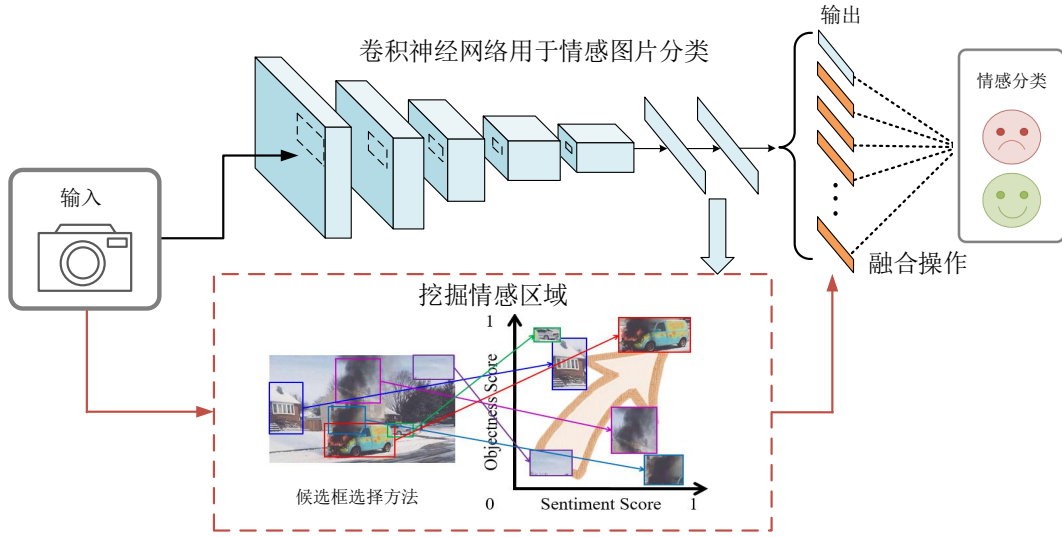 输出
卷积神经网络用于情感图片分类
情感分类
输入
融合操作
挖掘情感区域
1
Objectness Score
候选框选择方法
0
Sentiment Score
1